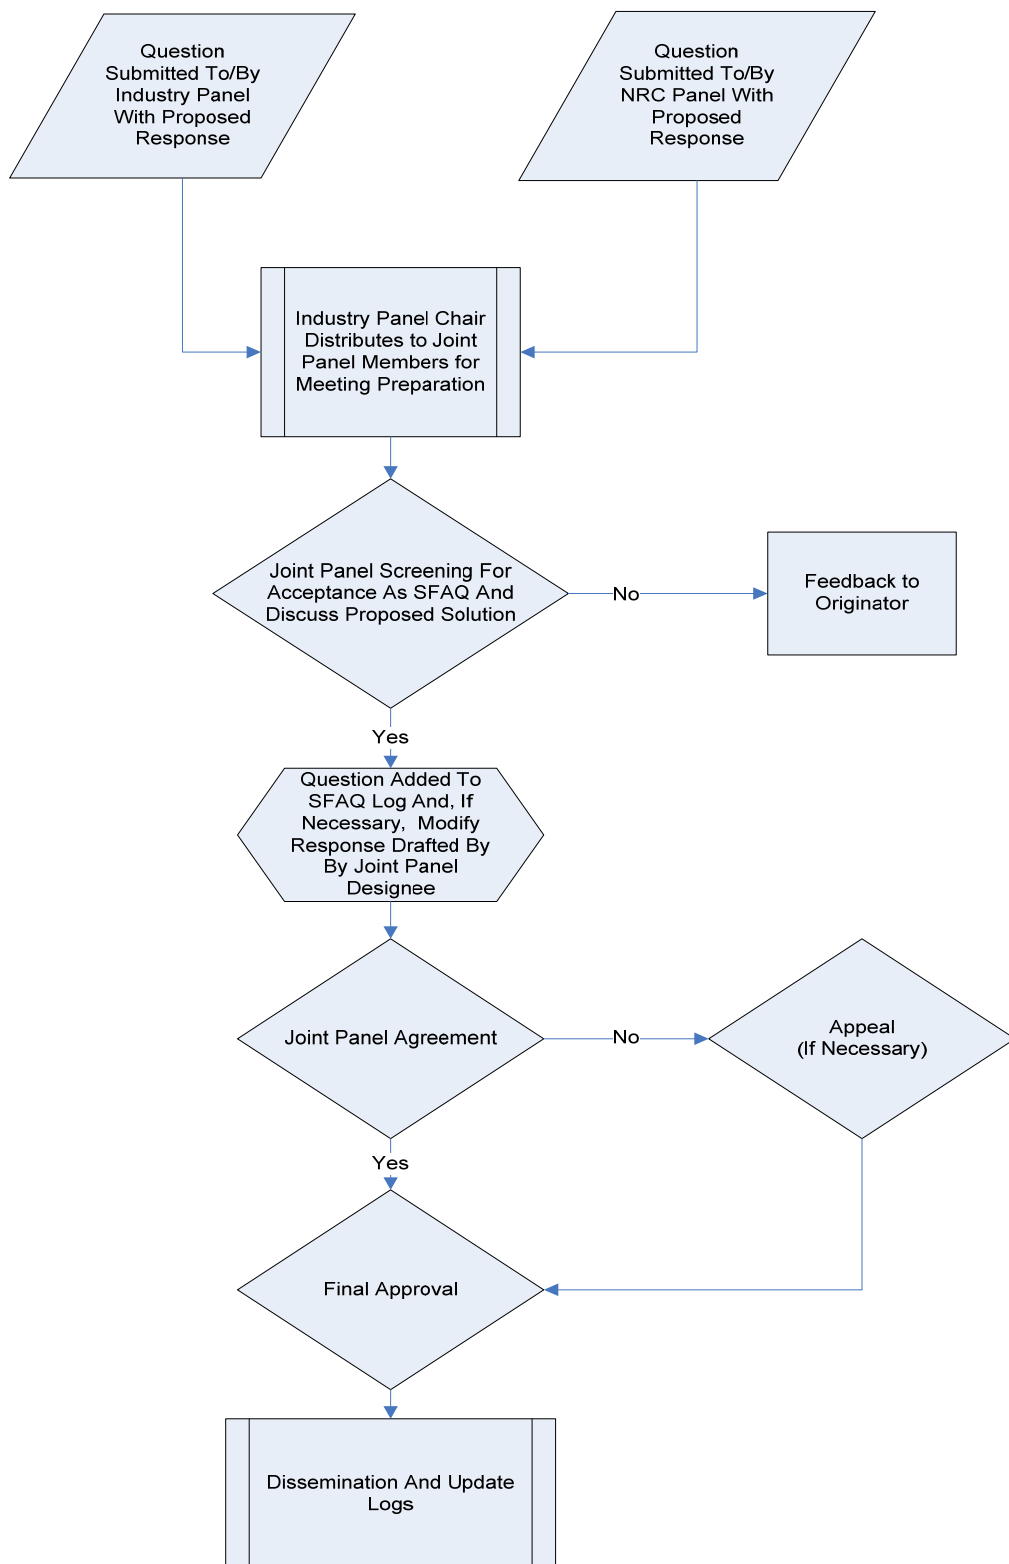 Question
Submitted To/By
Industry Panel
With Proposed
Response
Question
Submitted To/By
NRC Panel With
Proposed
Response
Industry Panel Chair
Distributes to Joint
Panel Members for
Meeting Preparation
Joint Panel Screening For
Acceptance As SFAQ And
Discuss Proposed Solution
No
Feedback to
Originator
Yes
Question Added To
SFAQ Log And, If
Necessary, Modify
Response Drafted By
By Joint Panel
Designee
Joint Panel Agreement
No
Appeal
(If Necessary)
Yes
Final Approval
Dissemination And Update
Logs